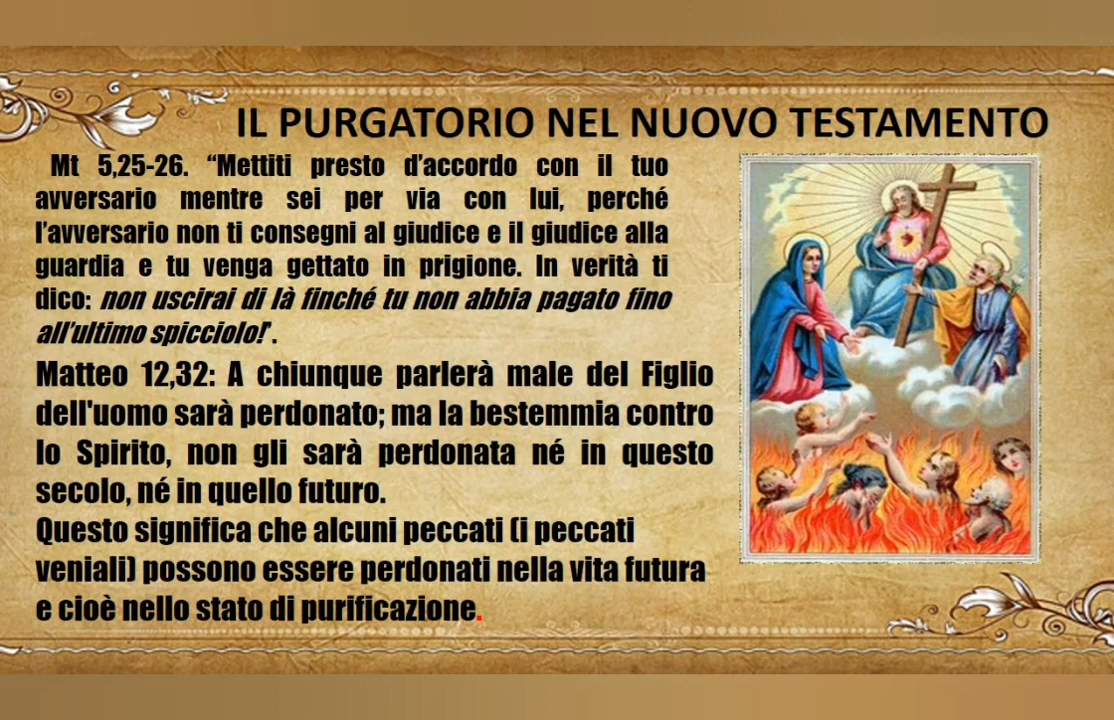 IL PURGATORIO NEL NUOVO TESTAMENTO
Mt 5,25-26. “Mettiti presto d’accordo con il tuo
avversario mentre sei per via con lui, perché
l’avversario non ti consegni al giudice e il giudice alla
guardia e tu venga gettato in prigione. In verità ti
dico: non uscirai di là finché tu non abbia pagato fino
all’ultimo spicciolo!”.
Matteo 12,32: A chiunque parlerà male del Figlio
dell'uomo sarà perdonato; ma la bestemmia contro
lo Spirito, non gli sarà perdonata né in questo
secolo, né in quello futuro.
Questo significa che alcuni peccati (i peccati
veniali) possono essere perdonati nella vita futura
e cioè nello stato di purificazione.